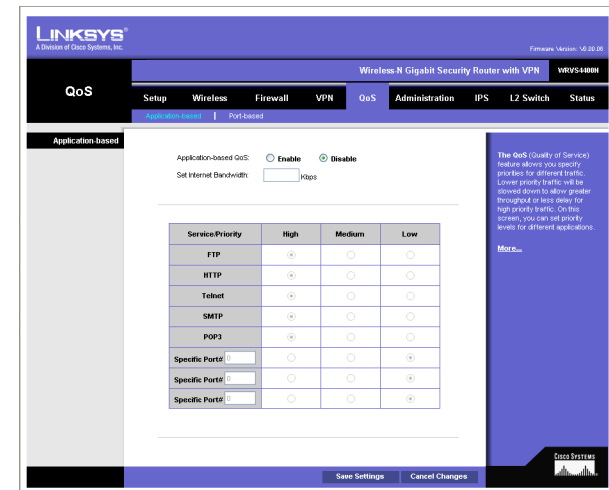 LINKSYS®
A Division of Cisco Systems, Inc.
Firmware Version: V0.00.08
Wireless-N Gigabit Security Router with VPN WRVS4400N
QoS
Setup Wireless Firewall VPN QoS Administration IPS L2 Switch Status
Application-based | Port-based
Application-based
Application-based QoS: Enable Disable
Set Internet Bandwidth: Kbps
Service/Priority High Medium Low
FTP
HTTP
Telnet
SMTP
POP3
Specific Port# 0
Specific Port# 0
Specific Port# 0
The QoS (Quality of Service)
feature allows you specify
priorities for different traffic.
Lower priority traffic will be
slowed down to allow greater
throughput or less delay for
high priority traffic. On this
screen, you can set priority
levels for different applications.
More...
Save Settings Cancel Changes
CISCO SYSTEMS